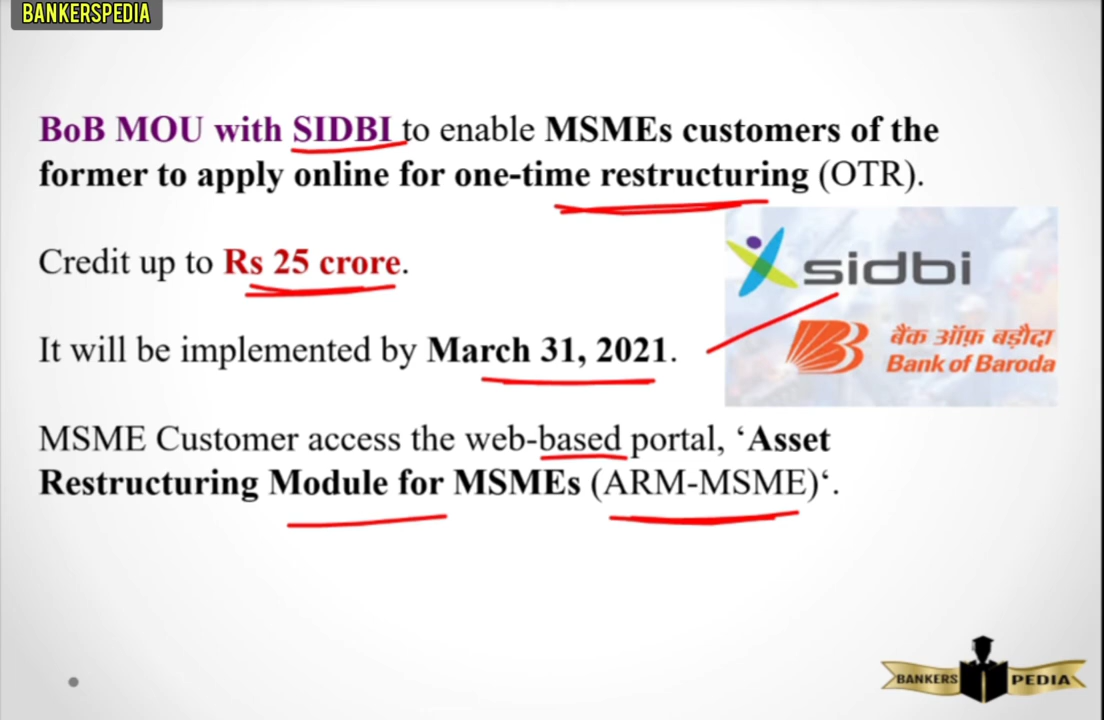 BANKERSPEDIA
BoB MOU with SIDBI to enable MSMEs customers of the
former to apply online for one-time restructuring (OTR).
Credit up to Rs 25 crore.
sidbi
It will be implemented by March 31, 2021.
बैंक ऑफ़ बड़ौदा
Bank of Baroda
MSME Customer access the web-based portal, ‘Asset
Restructuring Module for MSMEs (ARM-MSME)‘.
BANKERS PEDIA